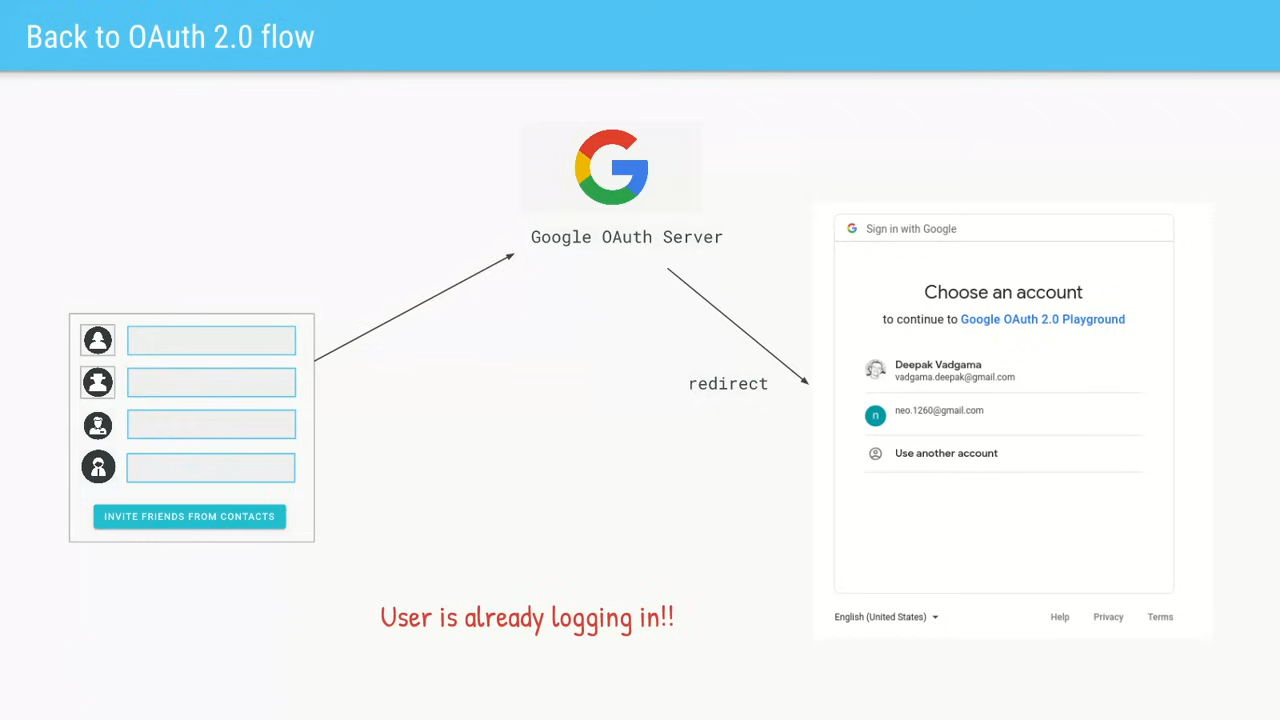 Back to OAuth 2.0 flow
Google OAuth Server
redirect
INVITE FRIENDS FROM CONTACTS
User is already logging in!!
Sign in with Google
Choose an account
to continue to Google OAuth 2.0 Playground
Deepak Vadgama
vadgama.deepak@gmail.com
n
neo.1260@gmail.com
Use another account
English (United States)
Help
Privacy
Terms